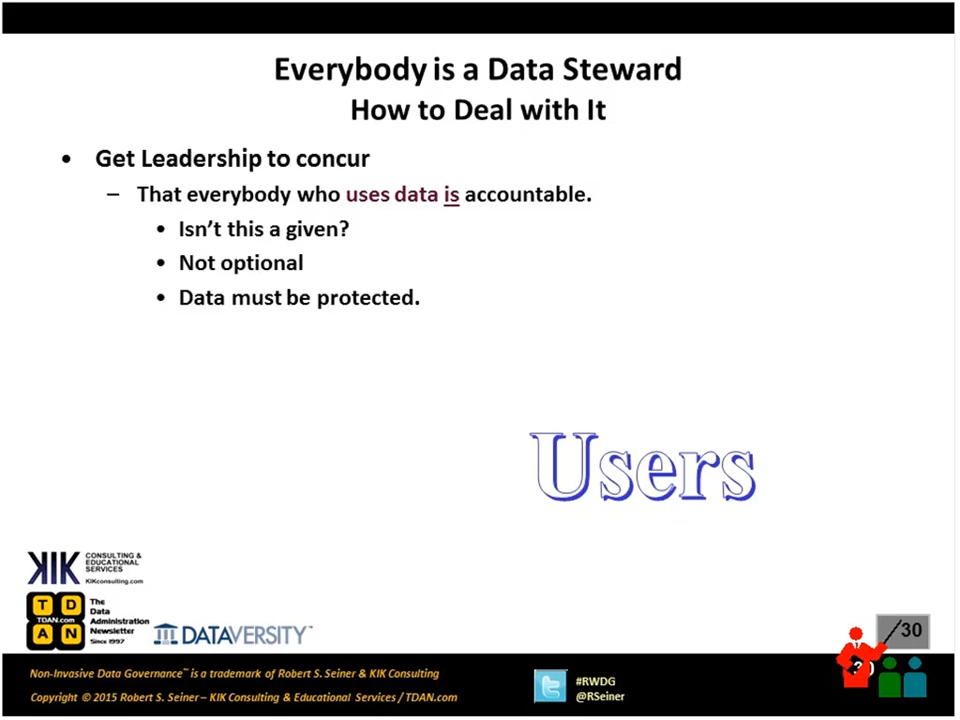 Everybody is a Data Steward
How to Deal with It
• Get Leadership to concur
– That everybody who uses data is accountable.
• Isn't this a given?
• Not optional
• Data must be protected.
Users
KIK CONSULTING &
EDUCATIONAL
SERVICES
KIKconsulting.com
T D
TDAN.com
A N
The
Data
Administration
Newsletter
Since 1997
DATAVERSITY™
/30
30
Non-Invasive Data Governance™ is a trademark of Robert S. Seiner & KIK Consulting
Copyright © 2015 Robert S. Seiner – KIK Consulting & Educational Services / TDAN.com
#RWDG
@RSeiner